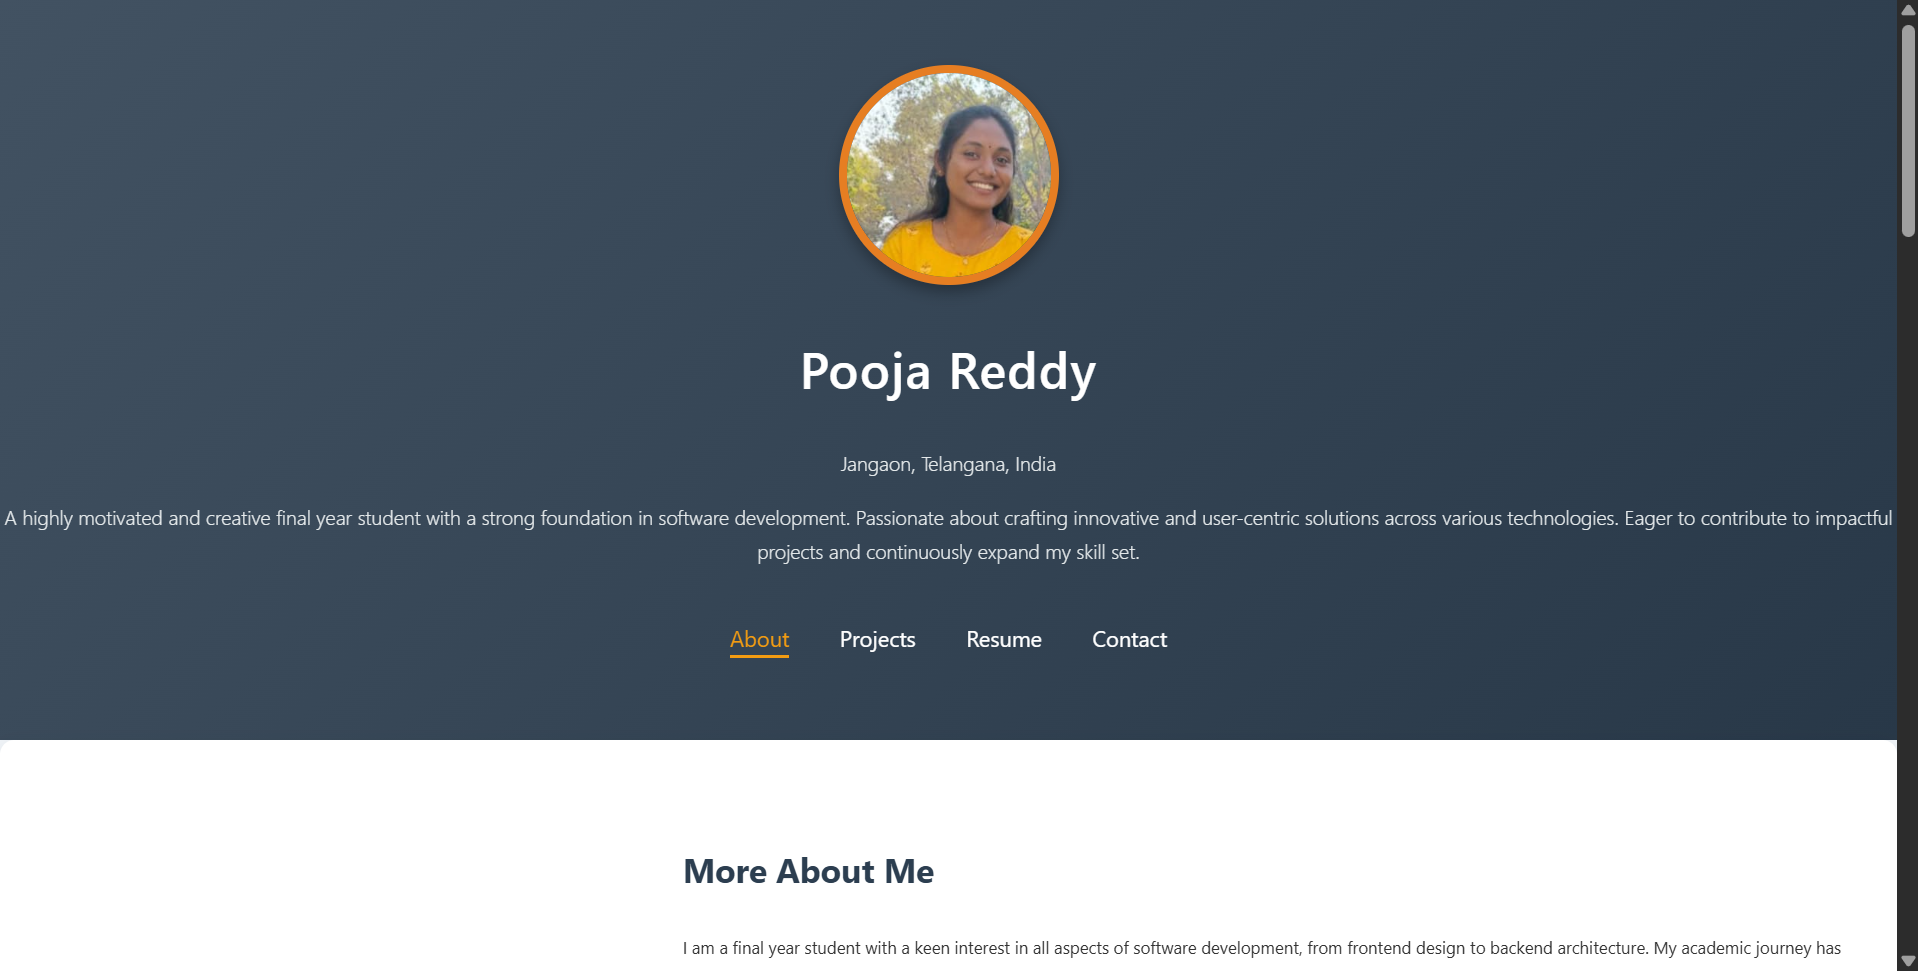 Pooja Reddy
Jangaon, Telangana, India
A highly motivated and creative final year student with a strong foundation in software development. Passionate about crafting innovative and user-centric solutions across various technologies. Eager to contribute to impactful
projects and continuously expand my skill set.
About Projects Resume Contact
More About Me
I am a final year student with a keen interest in all aspects of software development, from frontend design to backend architecture. My academic journey has